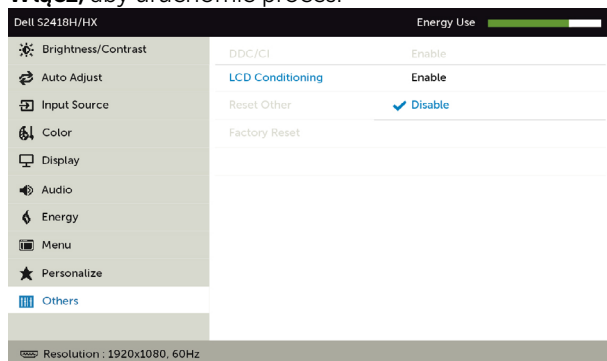 Włącz, aby uruchomić proces.
Dell S2418H/HX Energy Use
Brightness/Contrast
DDC/CI Enable
Auto Adjust
LCD Conditioning Enable
Input Source
Reset Other Disable
Color
Factory Reset
Display
Audio
Energy
Menu
Personalize
Others
Resolution : 1920x1080, 60Hz